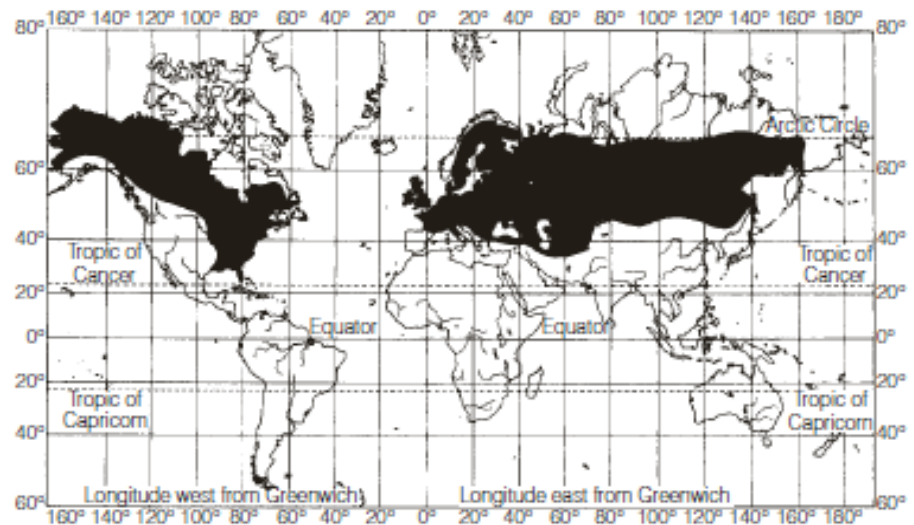 160° 140° 120° 100° 80° 60° 40° 20° 0° 20° 40° 60° 80° 100° 120° 140° 160° 180°
80° 80°
Arctic Circle
60° 60°
40° 40°
Tropic of Tropic of
Cancer Cancer
20° 20°
Equator Equator
0° 0°
20° 20°
Tropic of Tropic of
Capricorn Capricorn
40° 40°
Longitude west from Greenwich Longitude east from Greenwich
60° 60°
160° 140° 120° 100° 80° 60° 40° 20° 0° 20° 40° 60° 80° 100° 120° 140° 160° 180°